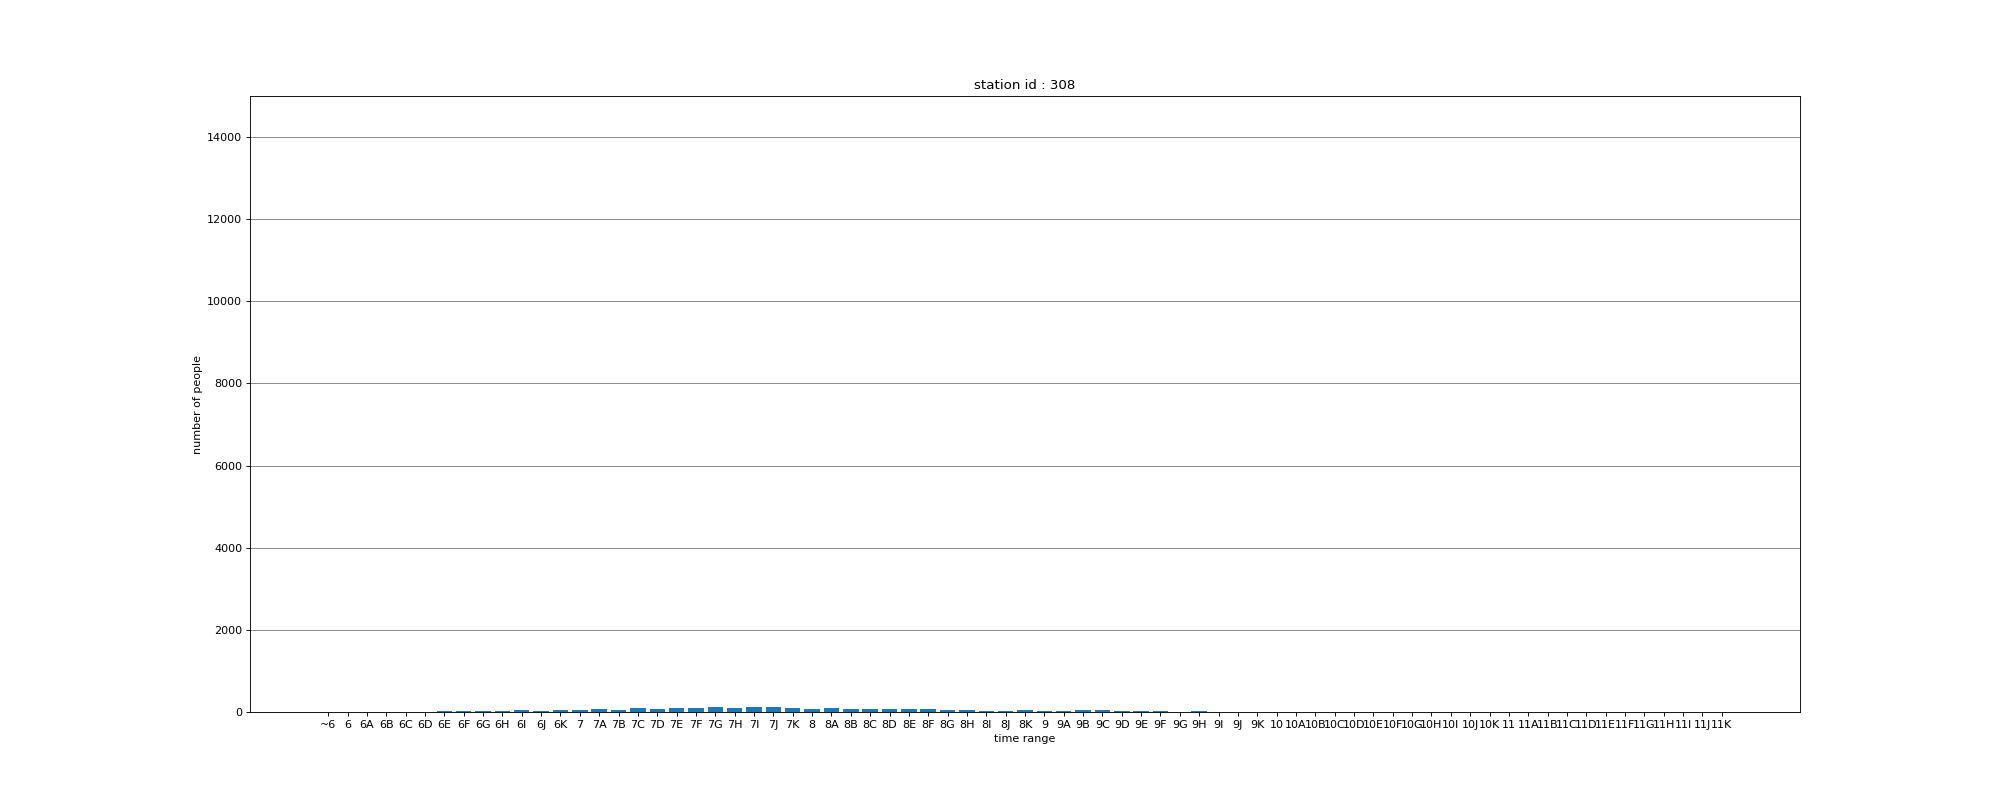 station id : 308
14000
12000
10000
8000
6000
4000
2000
0
number of people
~6 6 6A 6B 6C 6D 6E 6F 6G 6H 6I 6J 6K 7 7A 7B 7C 7D 7E 7F 7G 7H 7I 7J 7K 8 8A 8B 8C 8D 8E 8F 8G 8H 8I 8J 8K 9 9A 9B 9C 9D 9E 9F 9G 9H 9I 9J 9K 10 10A 10B 10C 10D 10E 10F 10G 10H 10I 10J 10K 11 11A 11B 11C 11D 11E 11F 11G 11H 11I 11J 11K
time range